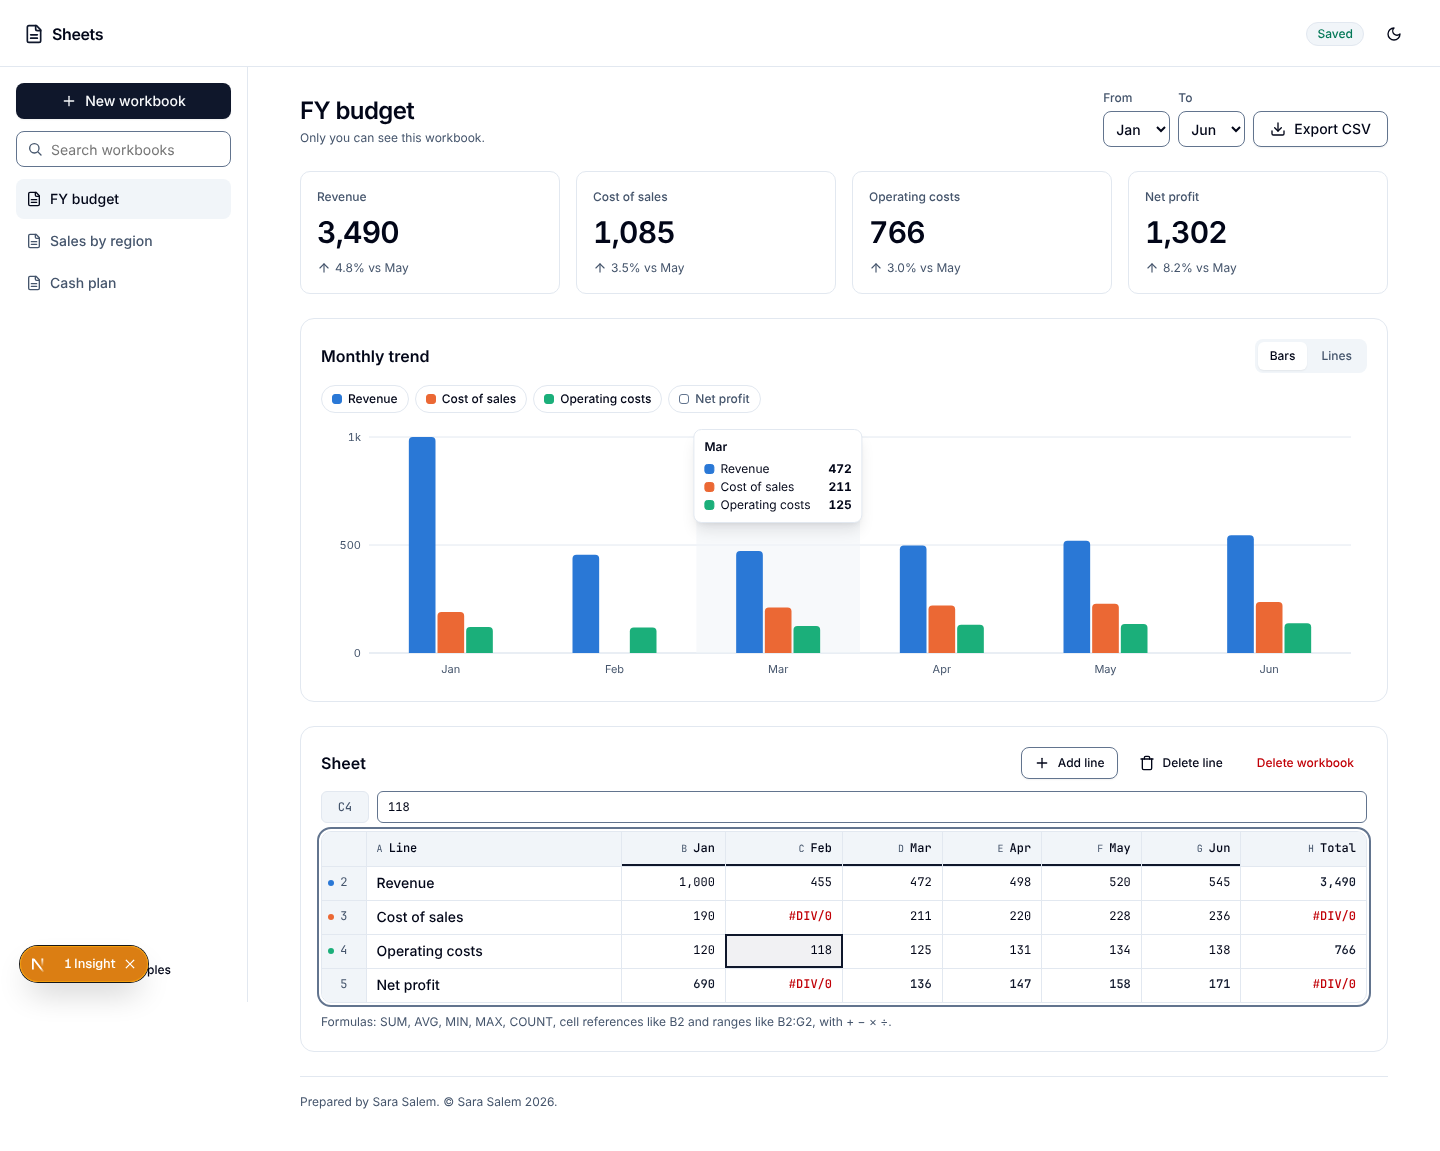 Sheets
Saved
New workbook
Search workbooks
FY budget
Sales by region
Cash plan
1 Insight
ples
FY budget
Only you can see this workbook.
From To
Jan Jun Export CSV
Revenue
3,490
4.8% vs May
Cost of sales
1,085
3.5% vs May
Operating costs
766
3.0% vs May
Net profit
1,302
8.2% vs May
Monthly trend
Bars Lines
Revenue Cost of sales Operating costs Net profit
1k
500
0
Mar
Revenue 472
Cost of sales 211
Operating costs 125
Jan Feb Mar Apr May Jun
Sheet
Add line Delete line Delete workbook
C4 118
A Line B Jan C Feb D Mar E Apr F May G Jun H Total
2 Revenue 1,000 455 472 498 520 545 3,490
3 Cost of sales 190 #DIV/0 211 220 228 236 #DIV/0
4 Operating costs 120 118 125 131 134 138 766
5 Net profit 690 #DIV/0 136 147 158 171 #DIV/0
Formulas: SUM, AVG, MIN, MAX, COUNT, cell references like B2 and ranges like B2:G2, with + − × ÷.
Prepared by Sara Salem. © Sara Salem 2026.